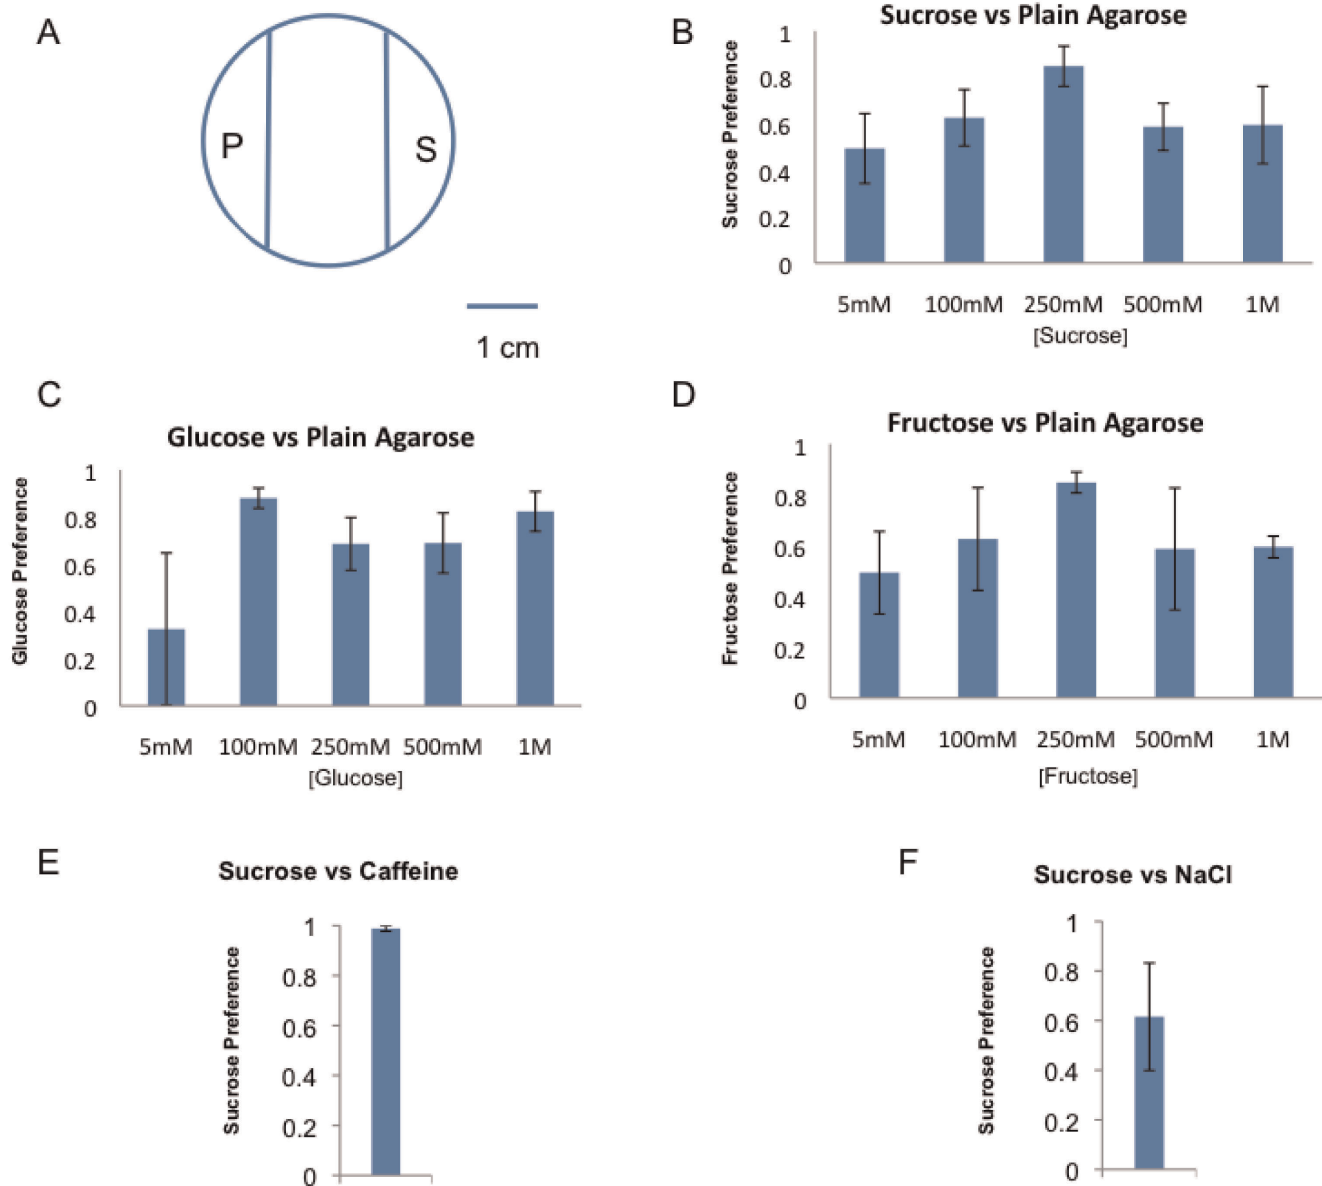 A
P
S
1 cm
B
Sucrose vs Plain Agarose
Sucrose Preference
1
0.8
0.6
0.4
0.2
0
5mM 100mM 250mM 500mM 1M
[Sucrose]
C
Glucose vs Plain Agarose
Glucose Preference
1
0.8
0.6
0.4
0.2
0
5mM 100mM 250mM 500mM 1M
[Glucose]
D
Fructose vs Plain Agarose
Fructose Preference
1
0.8
0.6
0.4
0.2
0
5mM 100mM 250mM 500mM 1M
[Fructose]
E
Sucrose vs Caffeine
Sucrose Preference
1
0.8
0.6
0.4
0.2
0
F
Sucrose vs NaCl
Sucrose Preference
1
0.8
0.6
0.4
0.2
0